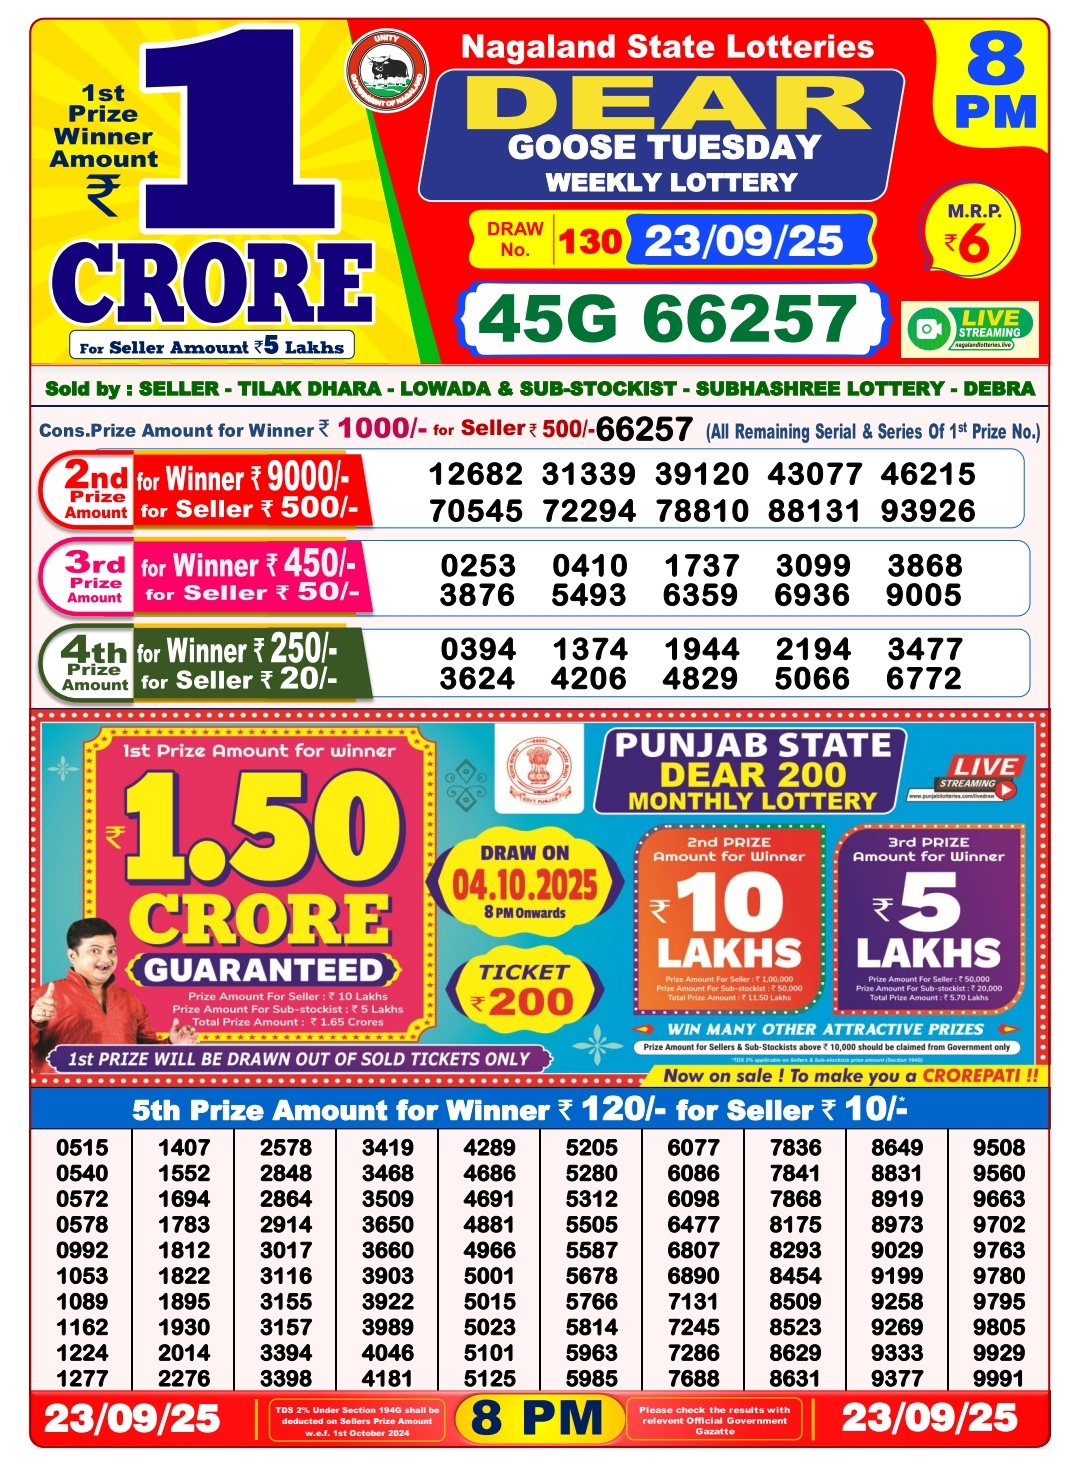 1st
Prize
Winner
Amount
₹
1
CRORE
For Seller Amount ₹5 Lakhs
UNITY
GOVERNMENT OF NAGALAND
Nagaland State Lotteries
DEAR
GOOSE TUESDAY
WEEKLY LOTTERY
8
PM
DRAW
No.
130
23/09/25
M.R.P.
₹6
45G 66257
LIVE
STREAMING
nagalandlotteries.live
Sold by : SELLER - TILAK DHARA - LOWADA & SUB-STOCKIST - SUBHASHREE LOTTERY - DEBRA
Cons.Prize Amount for Winner ₹ 1000/- for Seller ₹ 500/- 66257 (All Remaining Serial & Series Of 1st Prize No.)
2nd
Prize
Amount
for Winner ₹ 9000/-
for Seller ₹ 500/-
12682 31339 39120 43077 46215
70545 72294 78810 88131 93926
3rd
Prize
Amount
for Winner ₹ 450/-
for Seller ₹ 50/-
0253 0410 1737 3099 3868
3876 5493 6359 6936 9005
4th
Prize
Amount
for Winner ₹ 250/-
for Seller ₹ 20/-
0394 1374 1944 2194 3477
3624 4206 4829 5066 6772
1st Prize Amount for winner
₹1.50
CRORE
GUARANTEED
Prize Amount For Seller : ₹ 10 Lakhs
Prize Amount For Sub-stockist : ₹ 5 Lakhs
Total Prize Amount : ₹ 1.65 Crores
1st PRIZE WILL BE DRAWN OUT OF SOLD TICKETS ONLY
PUNJAB STATE
DEAR 200
MONTHLY LOTTERY
LIVE
STREAMING
www.punjablotteries.com/livedraw
DRAW ON
04.10.2025
8 PM Onwards
TICKET
₹200
2nd PRIZE
Amount for Winner
₹10
LAKHS
Prize Amount For Seller : ₹ 1,00,000
Prize Amount For Sub-stockist : ₹ 50,000
Total Prize Amount : ₹ 11.50 Lakhs
3rd PRIZE
Amount for Winner
₹5
LAKHS
Prize Amount For Seller : ₹ 50,000
Prize Amount For Sub-stockist : ₹ 20,000
Total Prize Amount : ₹ 5.70 Lakhs
WIN MANY OTHER ATTRACTIVE PRIZES
Prize Amount for Sellers & Sub-Stockists above ₹ 10,000 should be claimed from Government only
*TDS 2% applicable on Sellers & Sub-stockists prize amount (Section 194G)
Now on sale ! To make you a CROREPATI !!
5th Prize Amount for Winner ₹ 120/- for Seller ₹ 10/-*
0515 1407 2578 3419 4289 5205 6077 7836 8649 9508
0540 1552 2848 3468 4686 5280 6086 7841 8831 9560
0572 1694 2864 3509 4691 5312 6098 7868 8919 9663
0578 1783 2914 3650 4881 5505 6477 8175 8973 9702
0992 1812 3017 3660 4966 5587 6807 8293 9029 9763
1053 1822 3116 3903 5001 5678 6890 8454 9199 9780
1089 1895 3155 3922 5015 5766 7131 8509 9258 9795
1162 1930 3157 3989 5023 5814 7245 8523 9269 9805
1224 2014 3394 4046 5101 5963 7286 8629 9333 9929
1277 2276 3398 4181 5125 5985 7688 8631 9377 9991
23/09/25
TDS 2% Under Section 194G shall be
deducted on Sellers Prize Amount
w.e.f. 1st October 2024
8 PM
Please check the results with
relevent Official Government
Gazatte
23/09/25